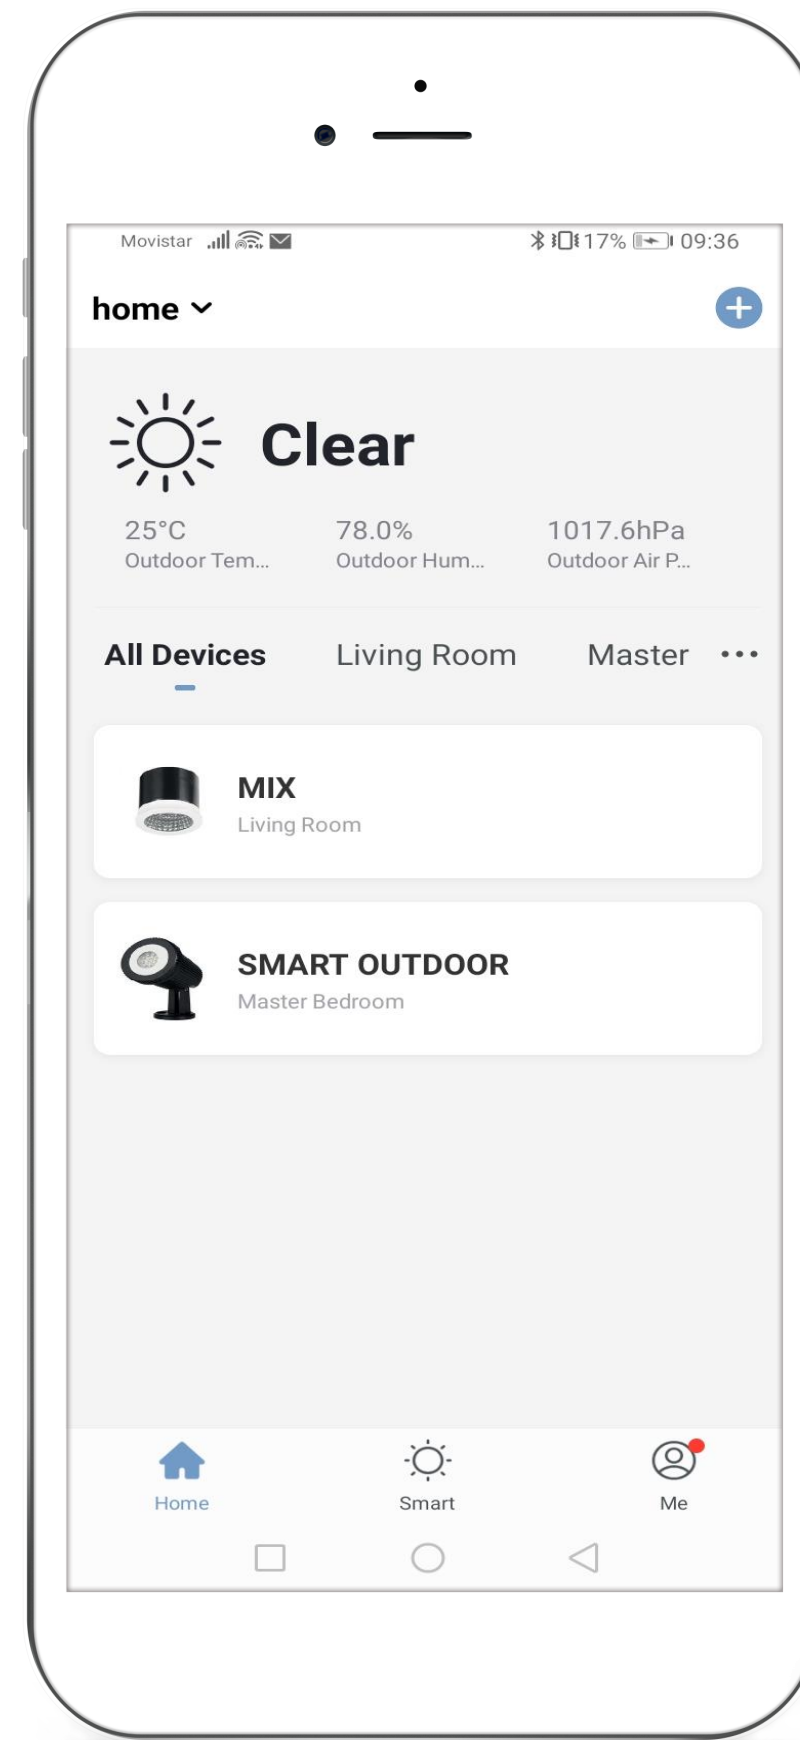 Movistar 17% 09:36
home
Clear
25°C 78.0% 1017.6hPa
Outdoor Tem... Outdoor Hum... Outdoor Air P...
All Devices Living Room Master •••
MIX
Living Room
SMART OUTDOOR
Master Bedroom
Home Smart Me